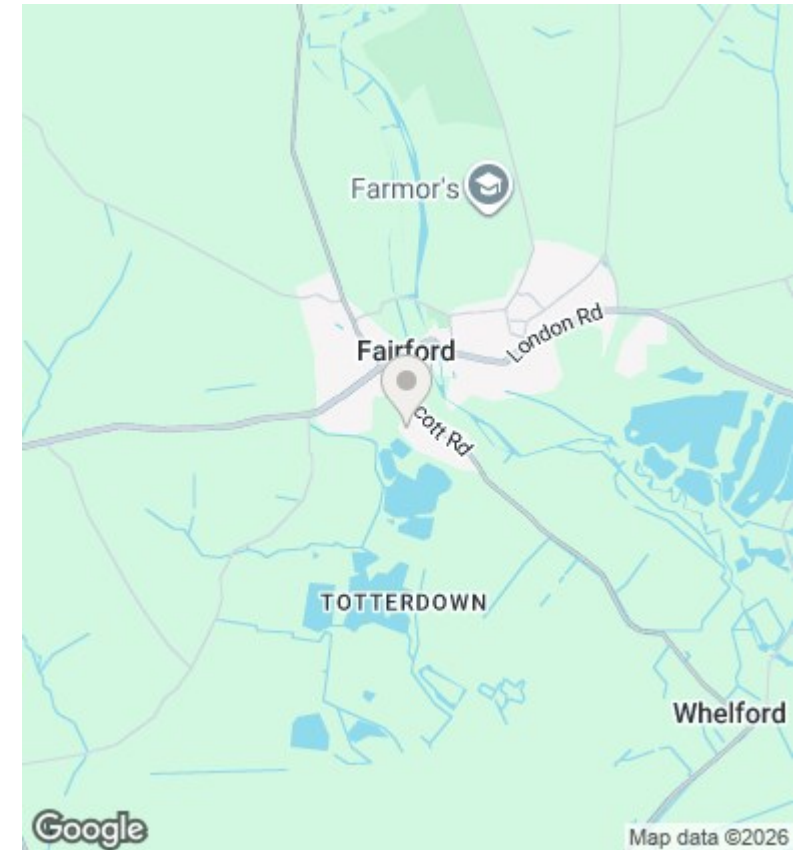 Farmor's
London Rd
Fairford
cott Rd
TOTTERDOWN
Whelford
Google
Map data ©2026